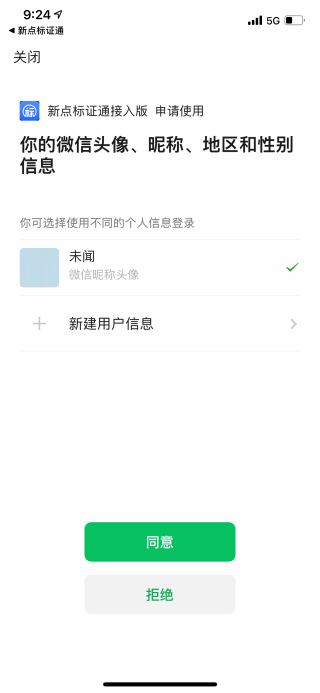 9:24
5G
新点标证通
关闭
标
新点标证通接入版 申请使用
你的微信头像、昵称、地区和性别
信息
你可选择使用不同的个人信息登录
未闻
微信昵称头像
新建用户信息
同意
拒绝